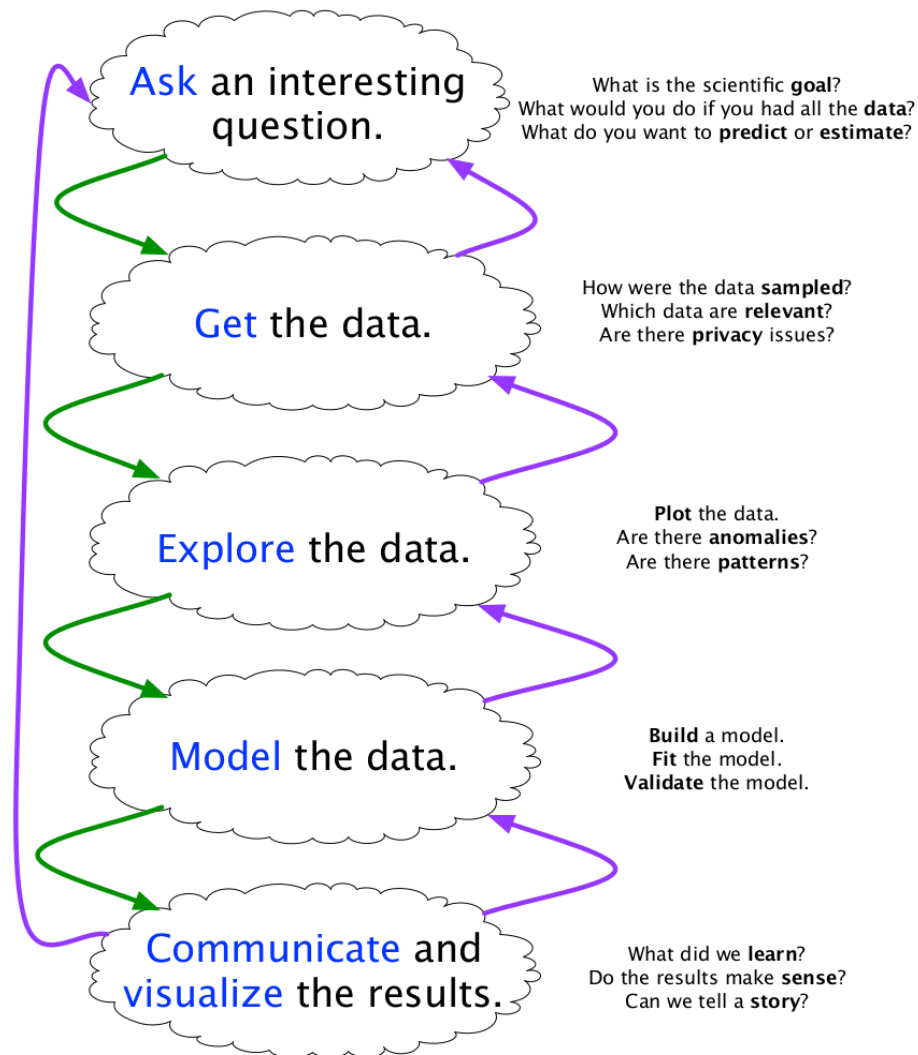 Ask an interesting
question.
What is the scientific goal?
What would you do if you had all the data?
What do you want to predict or estimate?
Get the data.
How were the data sampled?
Which data are relevant?
Are there privacy issues?
Explore the data.
Plot the data.
Are there anomalies?
Are there patterns?
Model the data.
Build a model.
Fit the model.
Validate the model.
Communicate and
visualize the results.
What did we learn?
Do the results make sense?
Can we tell a story?